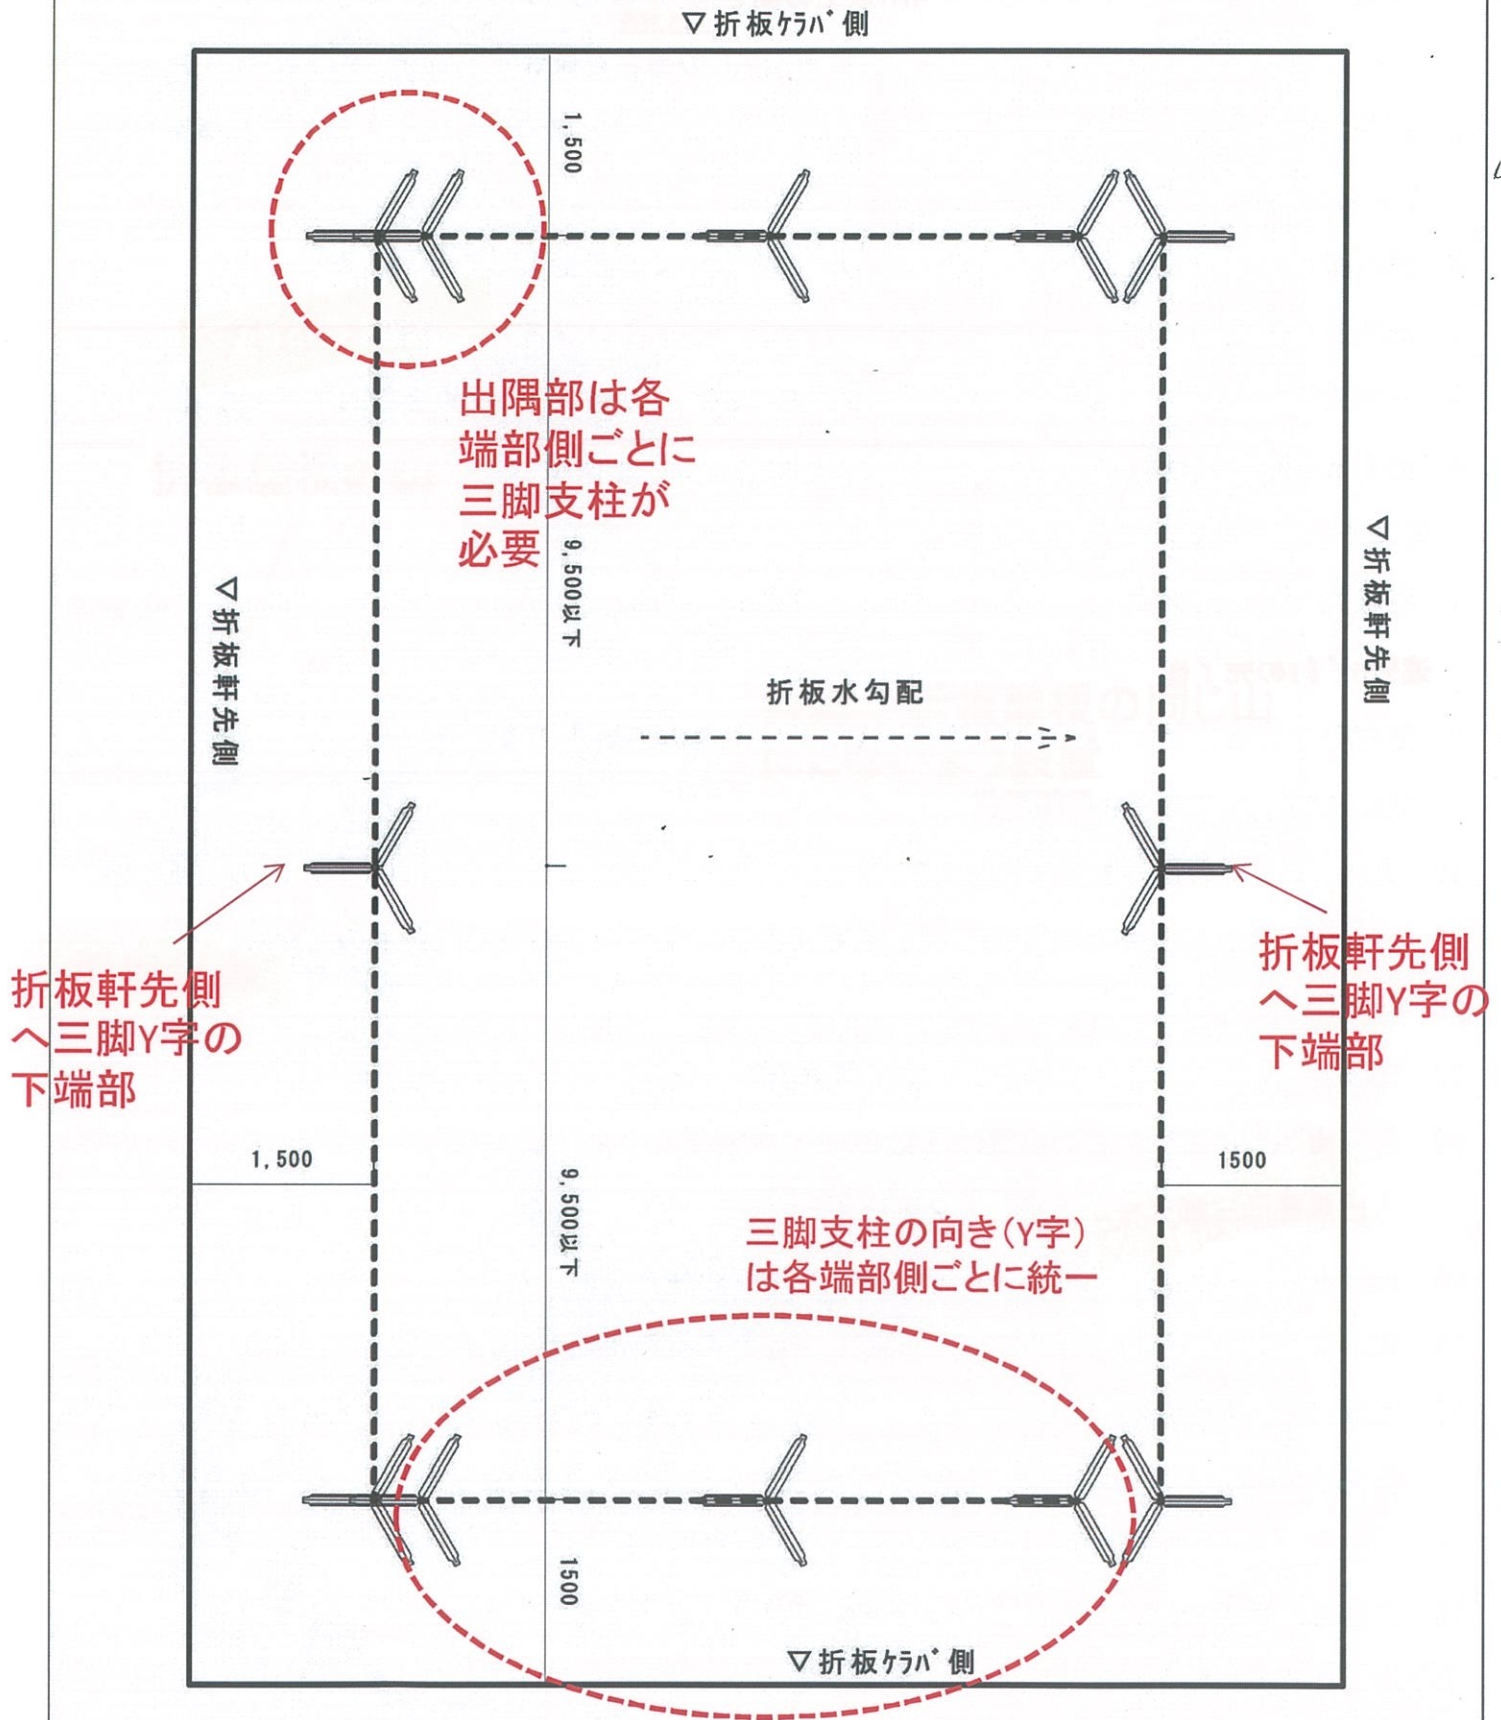 ▽折板ｹﾗﾊﾞ側
1,500
出隅部は各
端部側ごとに
三脚支柱が
必要
9,500以下
▽折板軒先側
▽折板軒先側
折板水勾配
折板軒先側
へ三脚Y字の
下端部
折板軒先側
へ三脚Y字の
下端部
1,500
1500
9,500以下
三脚支柱の向き(Y字)
は各端部側ごとに統一
1500
▽折板ｹﾗﾊﾞ側